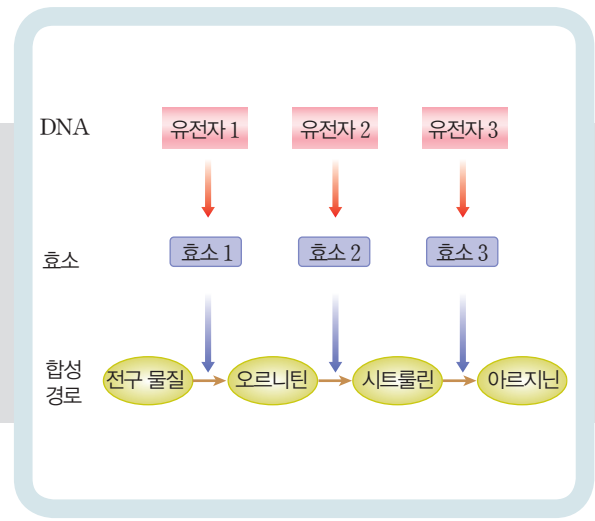 DNA
유전자 1
유전자 2
유전자 3
효소
효소 1
효소 2
효소 3
합성
경로
전구 물질
오르니틴
시트룰린
아르지닌